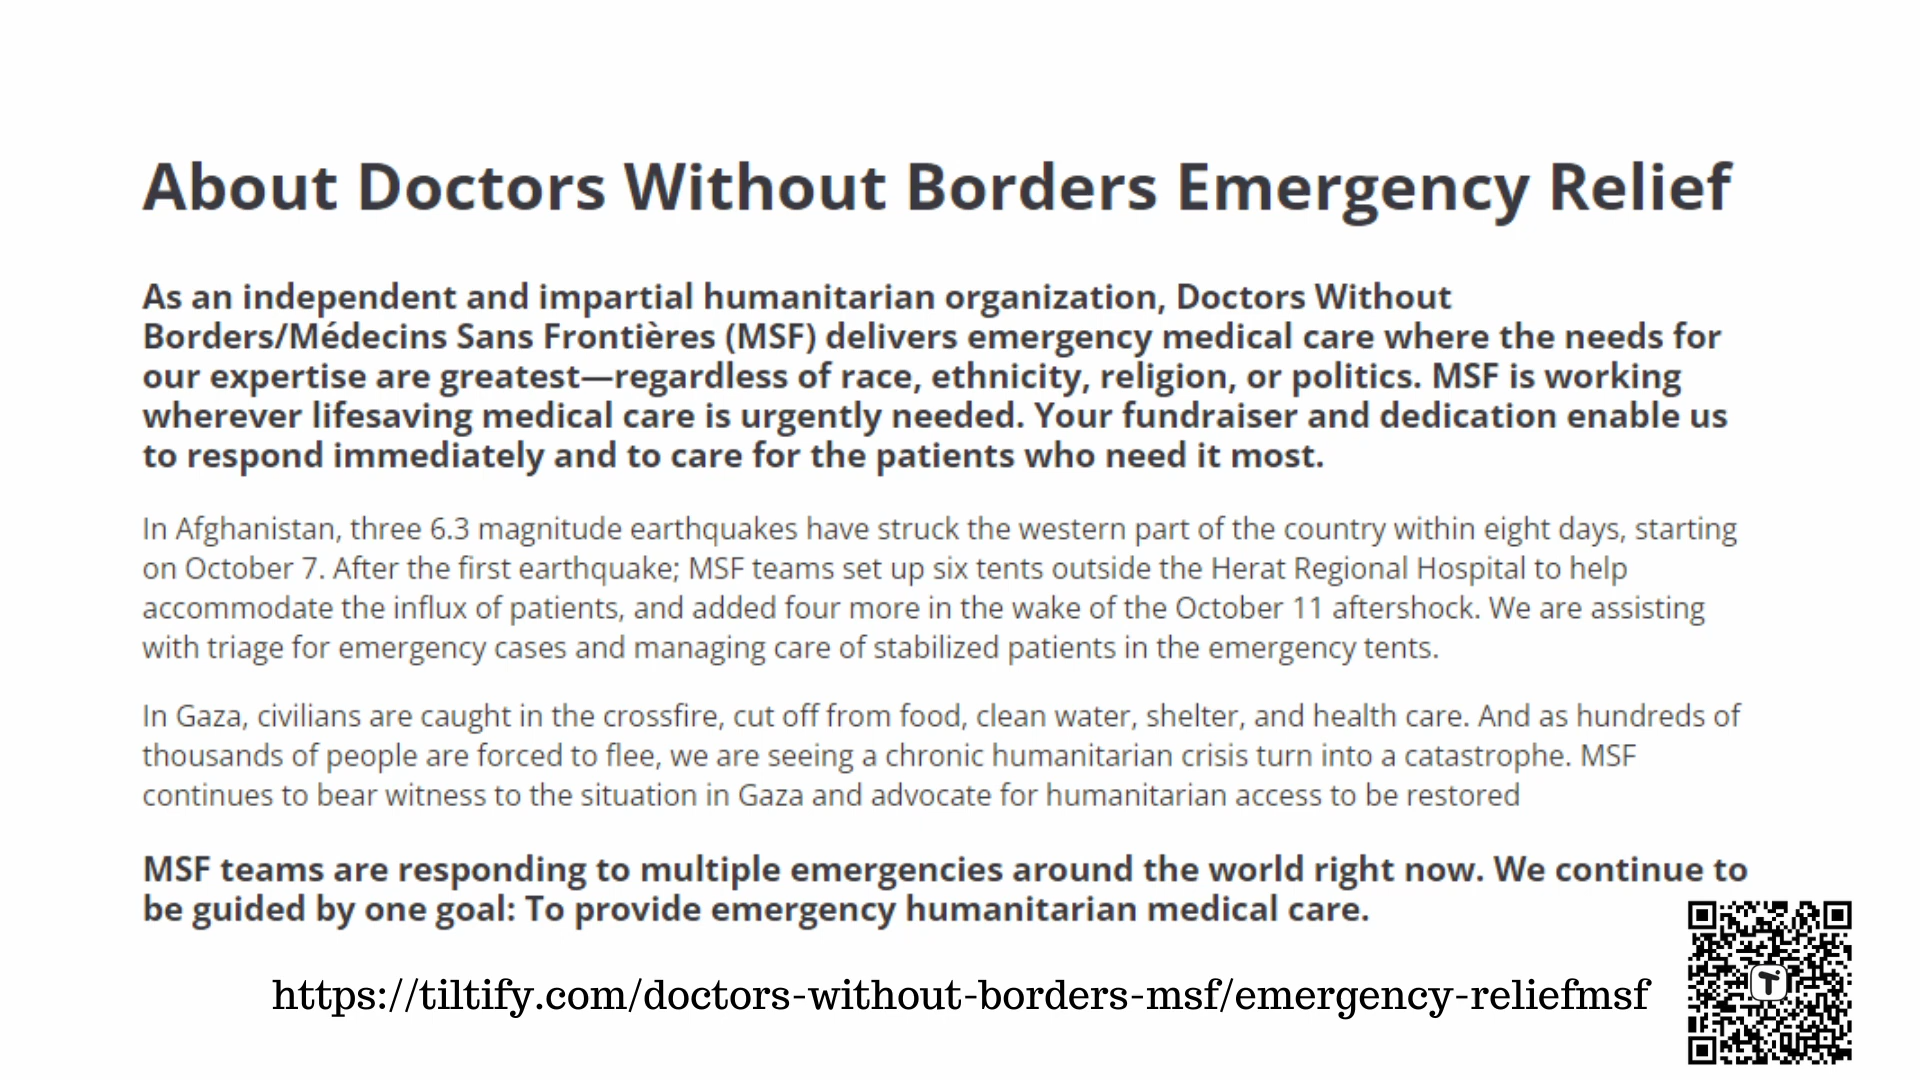 About Doctors Without Borders Emergency Relief
As an independent and impartial humanitarian organization, Doctors Without
Borders/Médecins Sans Frontières (MSF) delivers emergency medical care where the needs for
our expertise are greatest—regardless of race, ethnicity, religion, or politics. MSF is working
wherever lifesaving medical care is urgently needed. Your fundraiser and dedication enable us
to respond immediately and to care for the patients who need it most.
In Afghanistan, three 6.3 magnitude earthquakes have struck the western part of the country within eight days, starting
on October 7. After the first earthquake; MSF teams set up six tents outside the Herat Regional Hospital to help
accommodate the influx of patients, and added four more in the wake of the October 11 aftershock. We are assisting
with triage for emergency cases and managing care of stabilized patients in the emergency tents.
In Gaza, civilians are caught in the crossfire, cut off from food, clean water, shelter, and health care. And as hundreds of
thousands of people are forced to flee, we are seeing a chronic humanitarian crisis turn into a catastrophe. MSF
continues to bear witness to the situation in Gaza and advocate for humanitarian access to be restored
MSF teams are responding to multiple emergencies around the world right now. We continue to
be guided by one goal: To provide emergency humanitarian medical care.
https://tiltify.com/doctors-without-borders-msf/emergency-reliefmsf